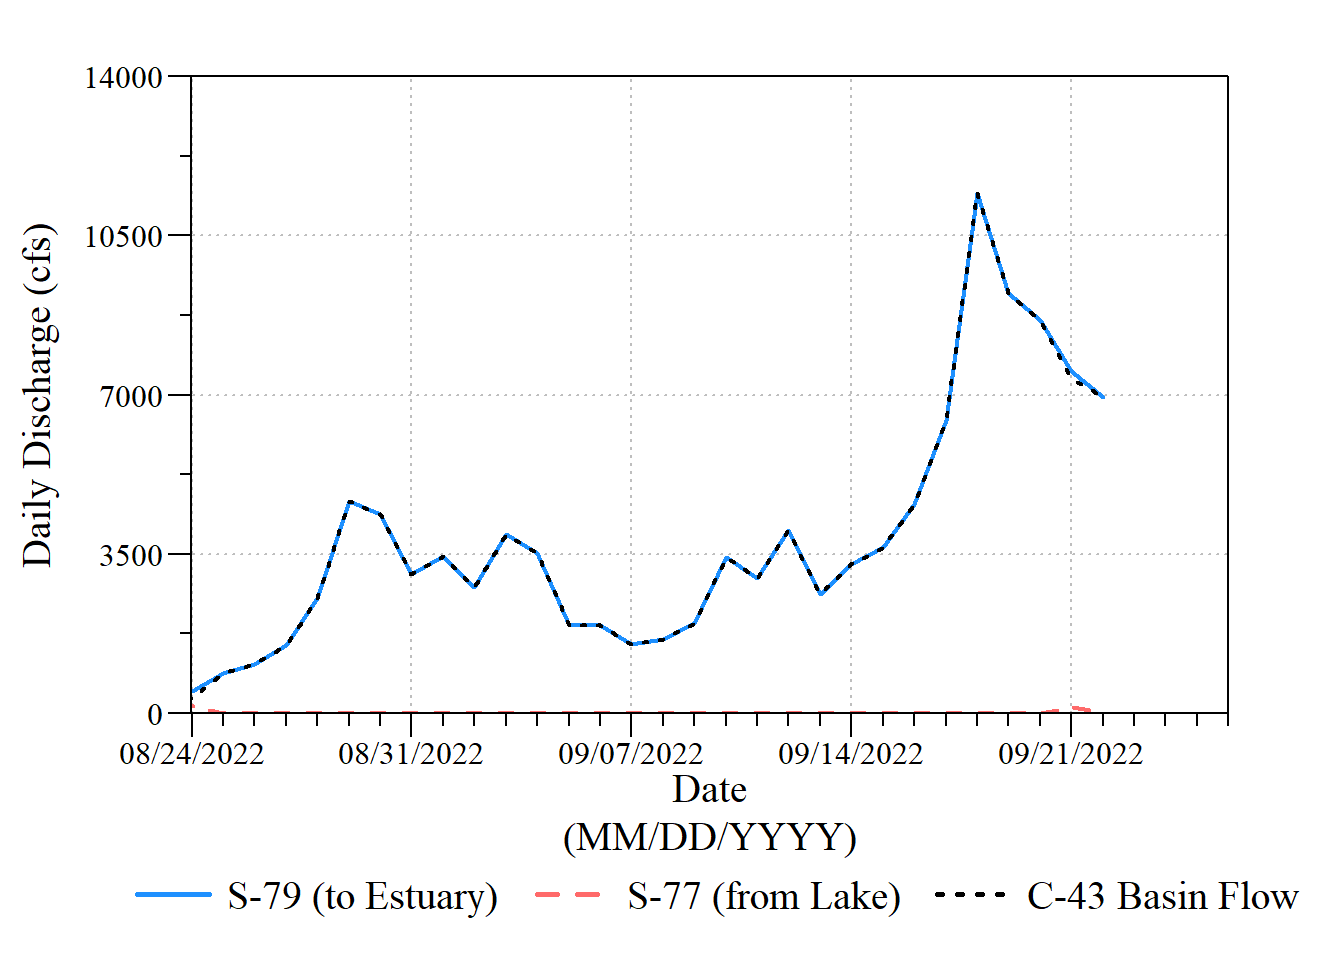 14000
10500
7000
3500
0
Daily Discharge (cfs)
08/24/2022 08/31/2022 09/07/2022 09/14/2022 09/21/2022
Date
(MM/DD/YYYY)
S-79 (to Estuary) S-77 (from Lake) C-43 Basin Flow